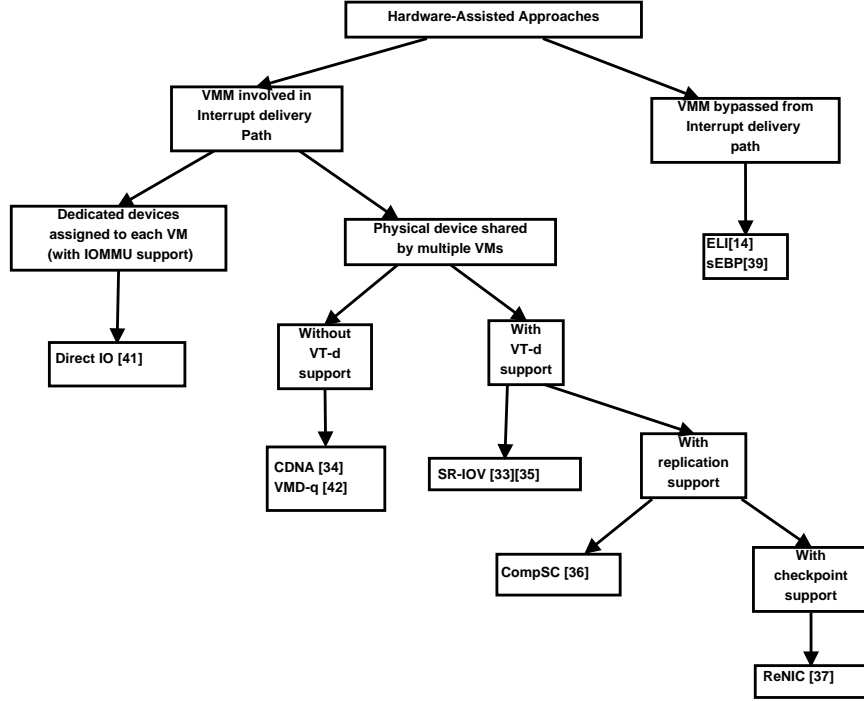 Hardware-Assisted Approaches
VMM involved in
Interrupt delivery
Path
VMM bypassed from
Interrupt delivery
path
Dedicated devices
assigned to each VM
(with IOMMU support)
Physical device shared
by multiple VMs
ELI[14]
sEBP[39]
Without
VT-d
support
With
VT-d
support
Direct IO [41]
CDNA [34]
VMD-q [42]
SR-IOV [33][35]
With
replication
support
CompSC [36]
With
checkpoint
support
ReNIC [37]